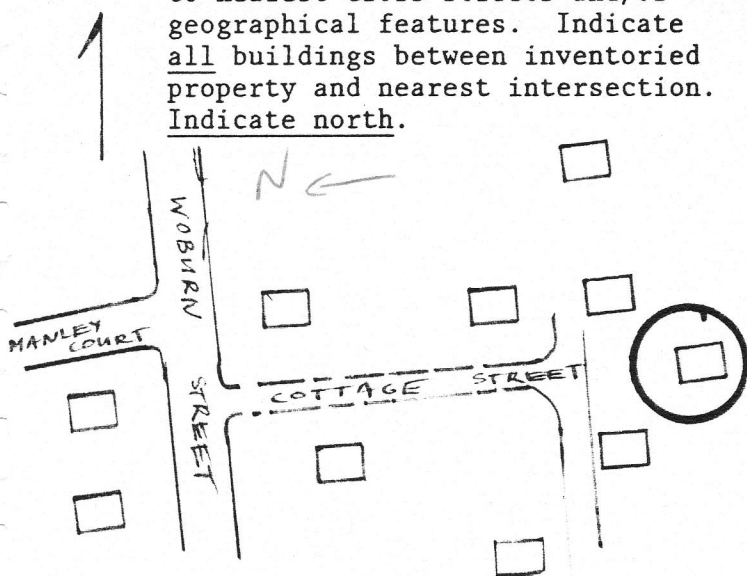 to nearest cross streets and/or
geographical features. Indicate
all buildings between inventoried
property and nearest intersection.
Indicate north.
N
WOBURN STREET
MANLEY
COURT
COTTAGE STREET